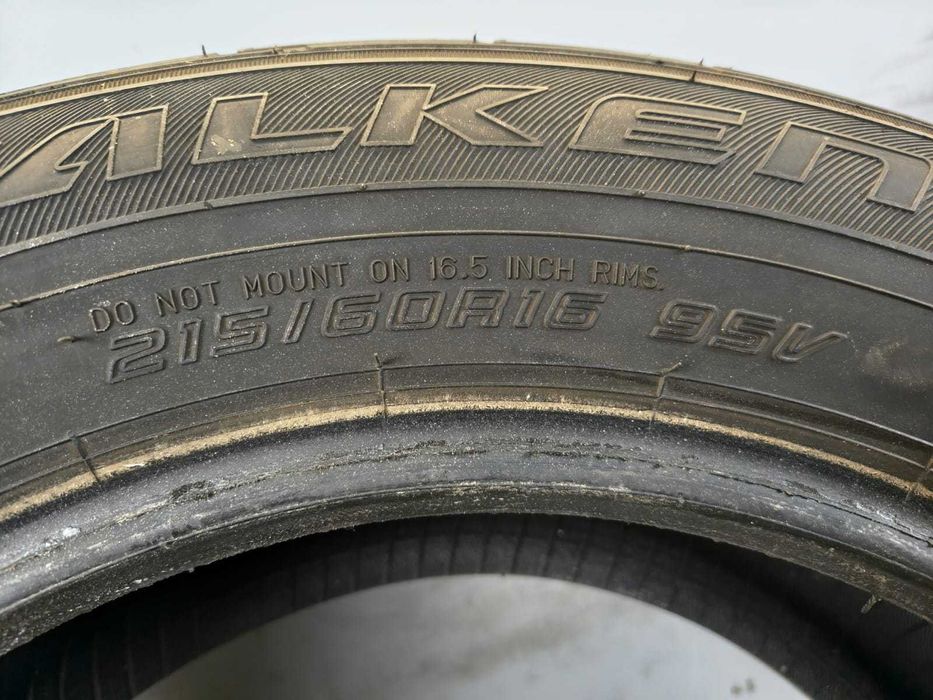 ALKEN
DO NOT MOUNT ON 16.5 INCH RIMS.
215/60R16 95V